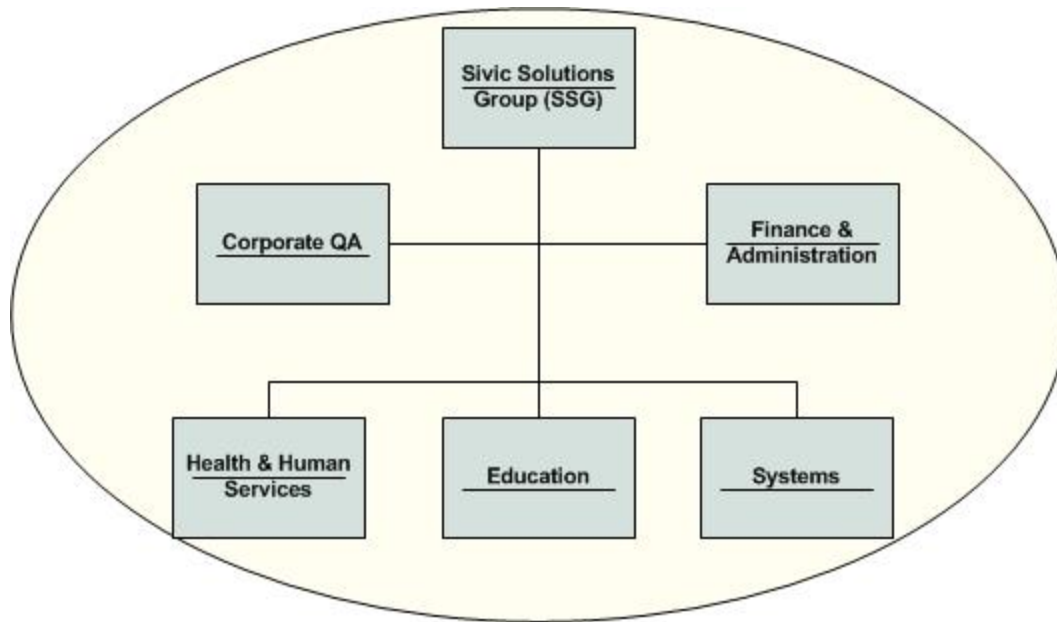 Sivic Solutions
Group (SSG)
Corporate QA
Finance &
Administration
Health & Human
Services
Education
Systems